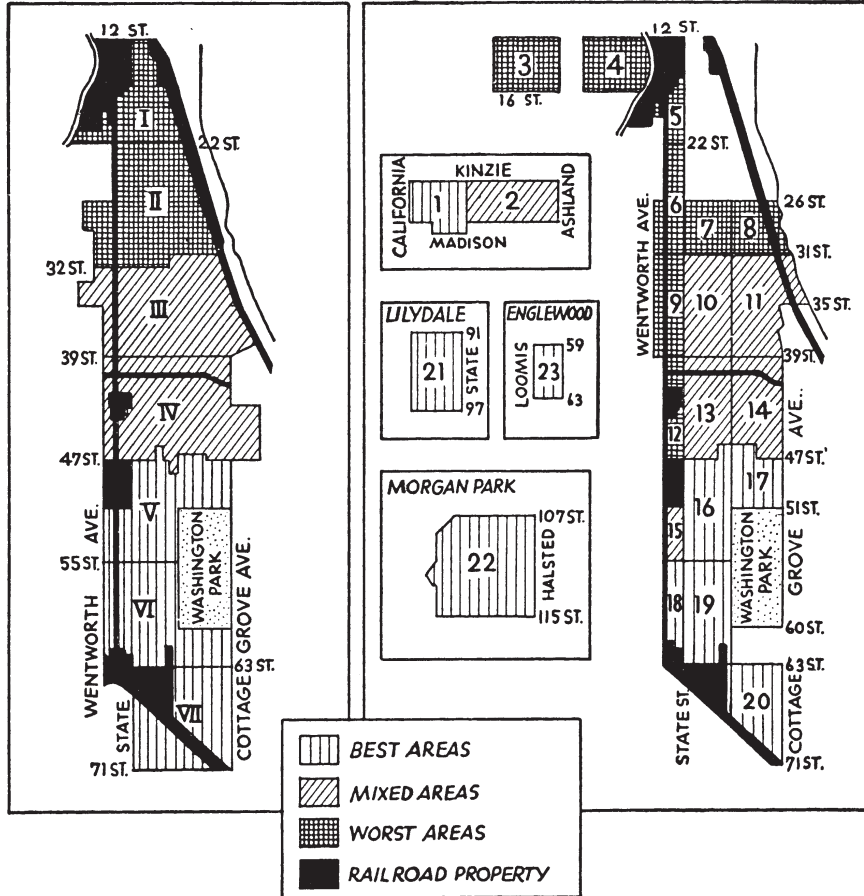 12 ST.
I
22 ST.
II
32 ST.
III
39 ST.
IV
47 ST.
V
WENTWORTH AVE.
55 ST.
WASHINGTON
PARK
VI
COTTAGE GROVE AVE.
63 ST.
STATE
VII
71 ST.
12 ST.
3
4
16 ST.
5
22 ST.
CALIFORNIA
KINZIE
1
2
ASHLAND
MADISON
WENTWORTH AVE.
6
7
8
26 ST.
31 ST.
9
10
11
35 ST.
39 ST.
LILYDALE
91
21
STATE
97
ENGLEWOOD
LOOMIS
59
23
63
13
14
12
47 ST.
MORGAN PARK
107 ST.
22
HALSTED
115 ST.
16
17
51 ST.
15
WASHINGTON
PARK
18
19
60 ST.
63 ST.
20
STATE ST.
COTTAGE GROVE AVE.
71 ST.
BEST AREAS
MIXED AREAS
WORST AREAS
RAILROAD PROPERTY